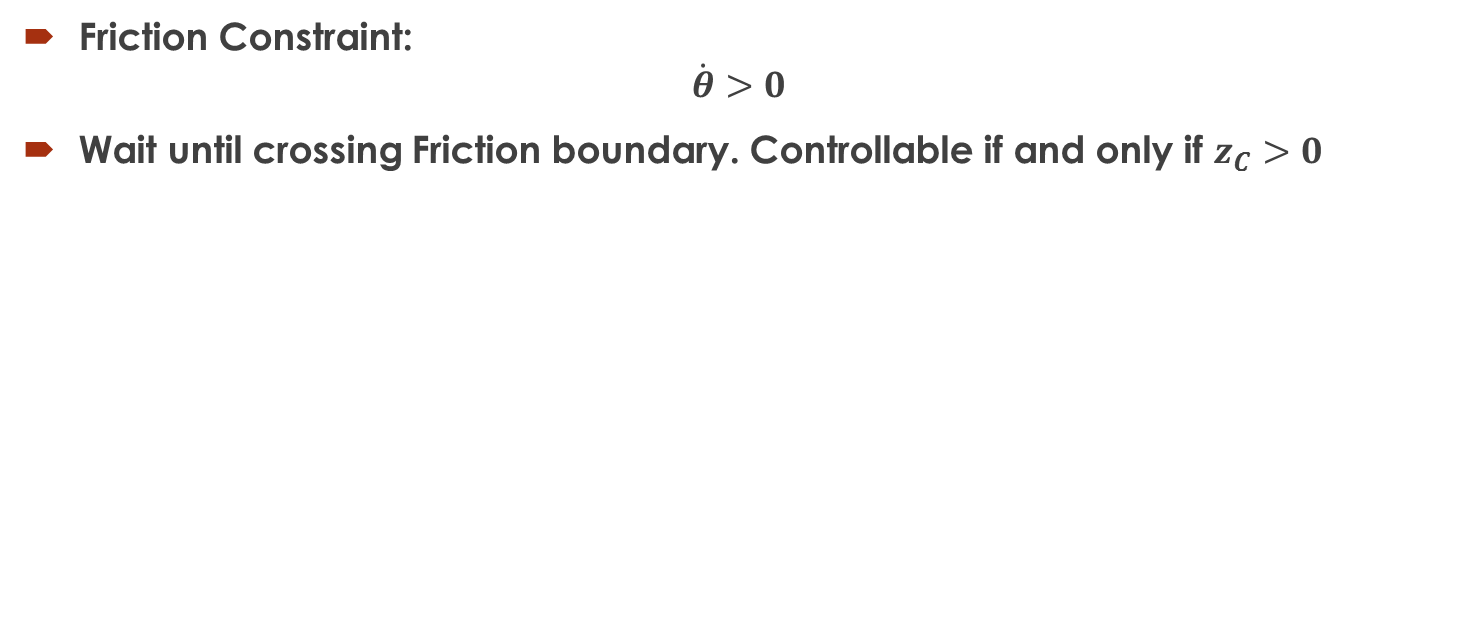 Friction Constraint:
θ̇ > 0
Wait until crossing Friction boundary. Controllable if and only if z_C > 0